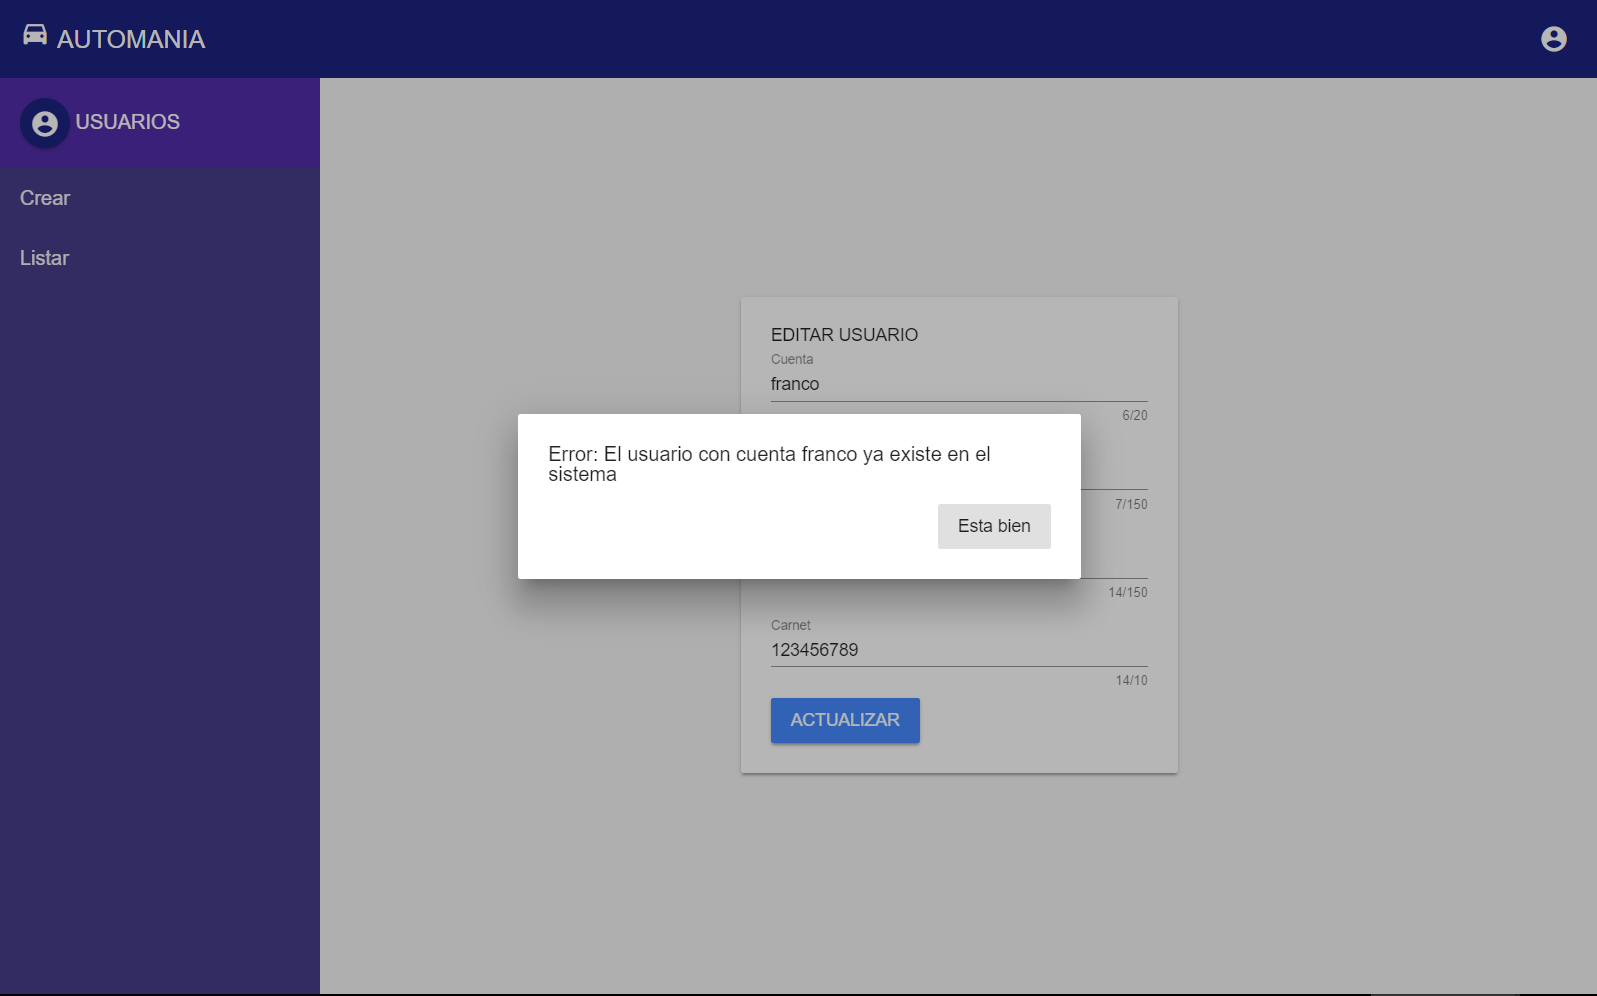 AUTOMANIA
USUARIOS
Crear
Listar
EDITAR USUARIO
Cuenta
franco
6/20
Error: El usuario con cuenta franco ya existe en el
sistema
Esta bien
7/150
14/150
Carnet
123456789
14/10
ACTUALIZAR